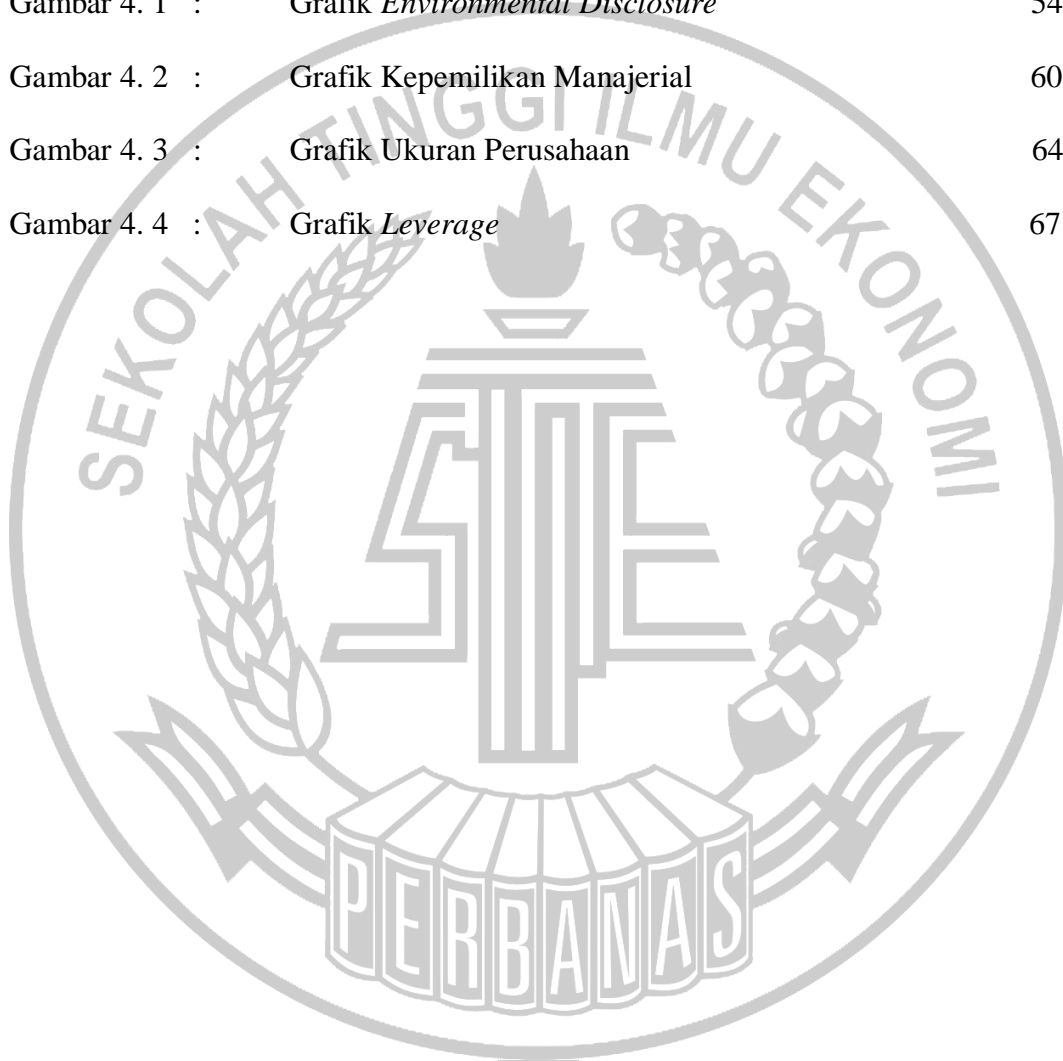 Gambar 4. 1 : Grafik Environmental Disclosure 54
Gambar 4. 2 : Grafik Kepemilikan Manajerial 60
Gambar 4. 3 : Grafik Ukuran Perusahaan 64
Gambar 4. 4 : Grafik Leverage 67
SEKOLAH TINGGI ILMU EKONOMI
STIE
PERBANAS